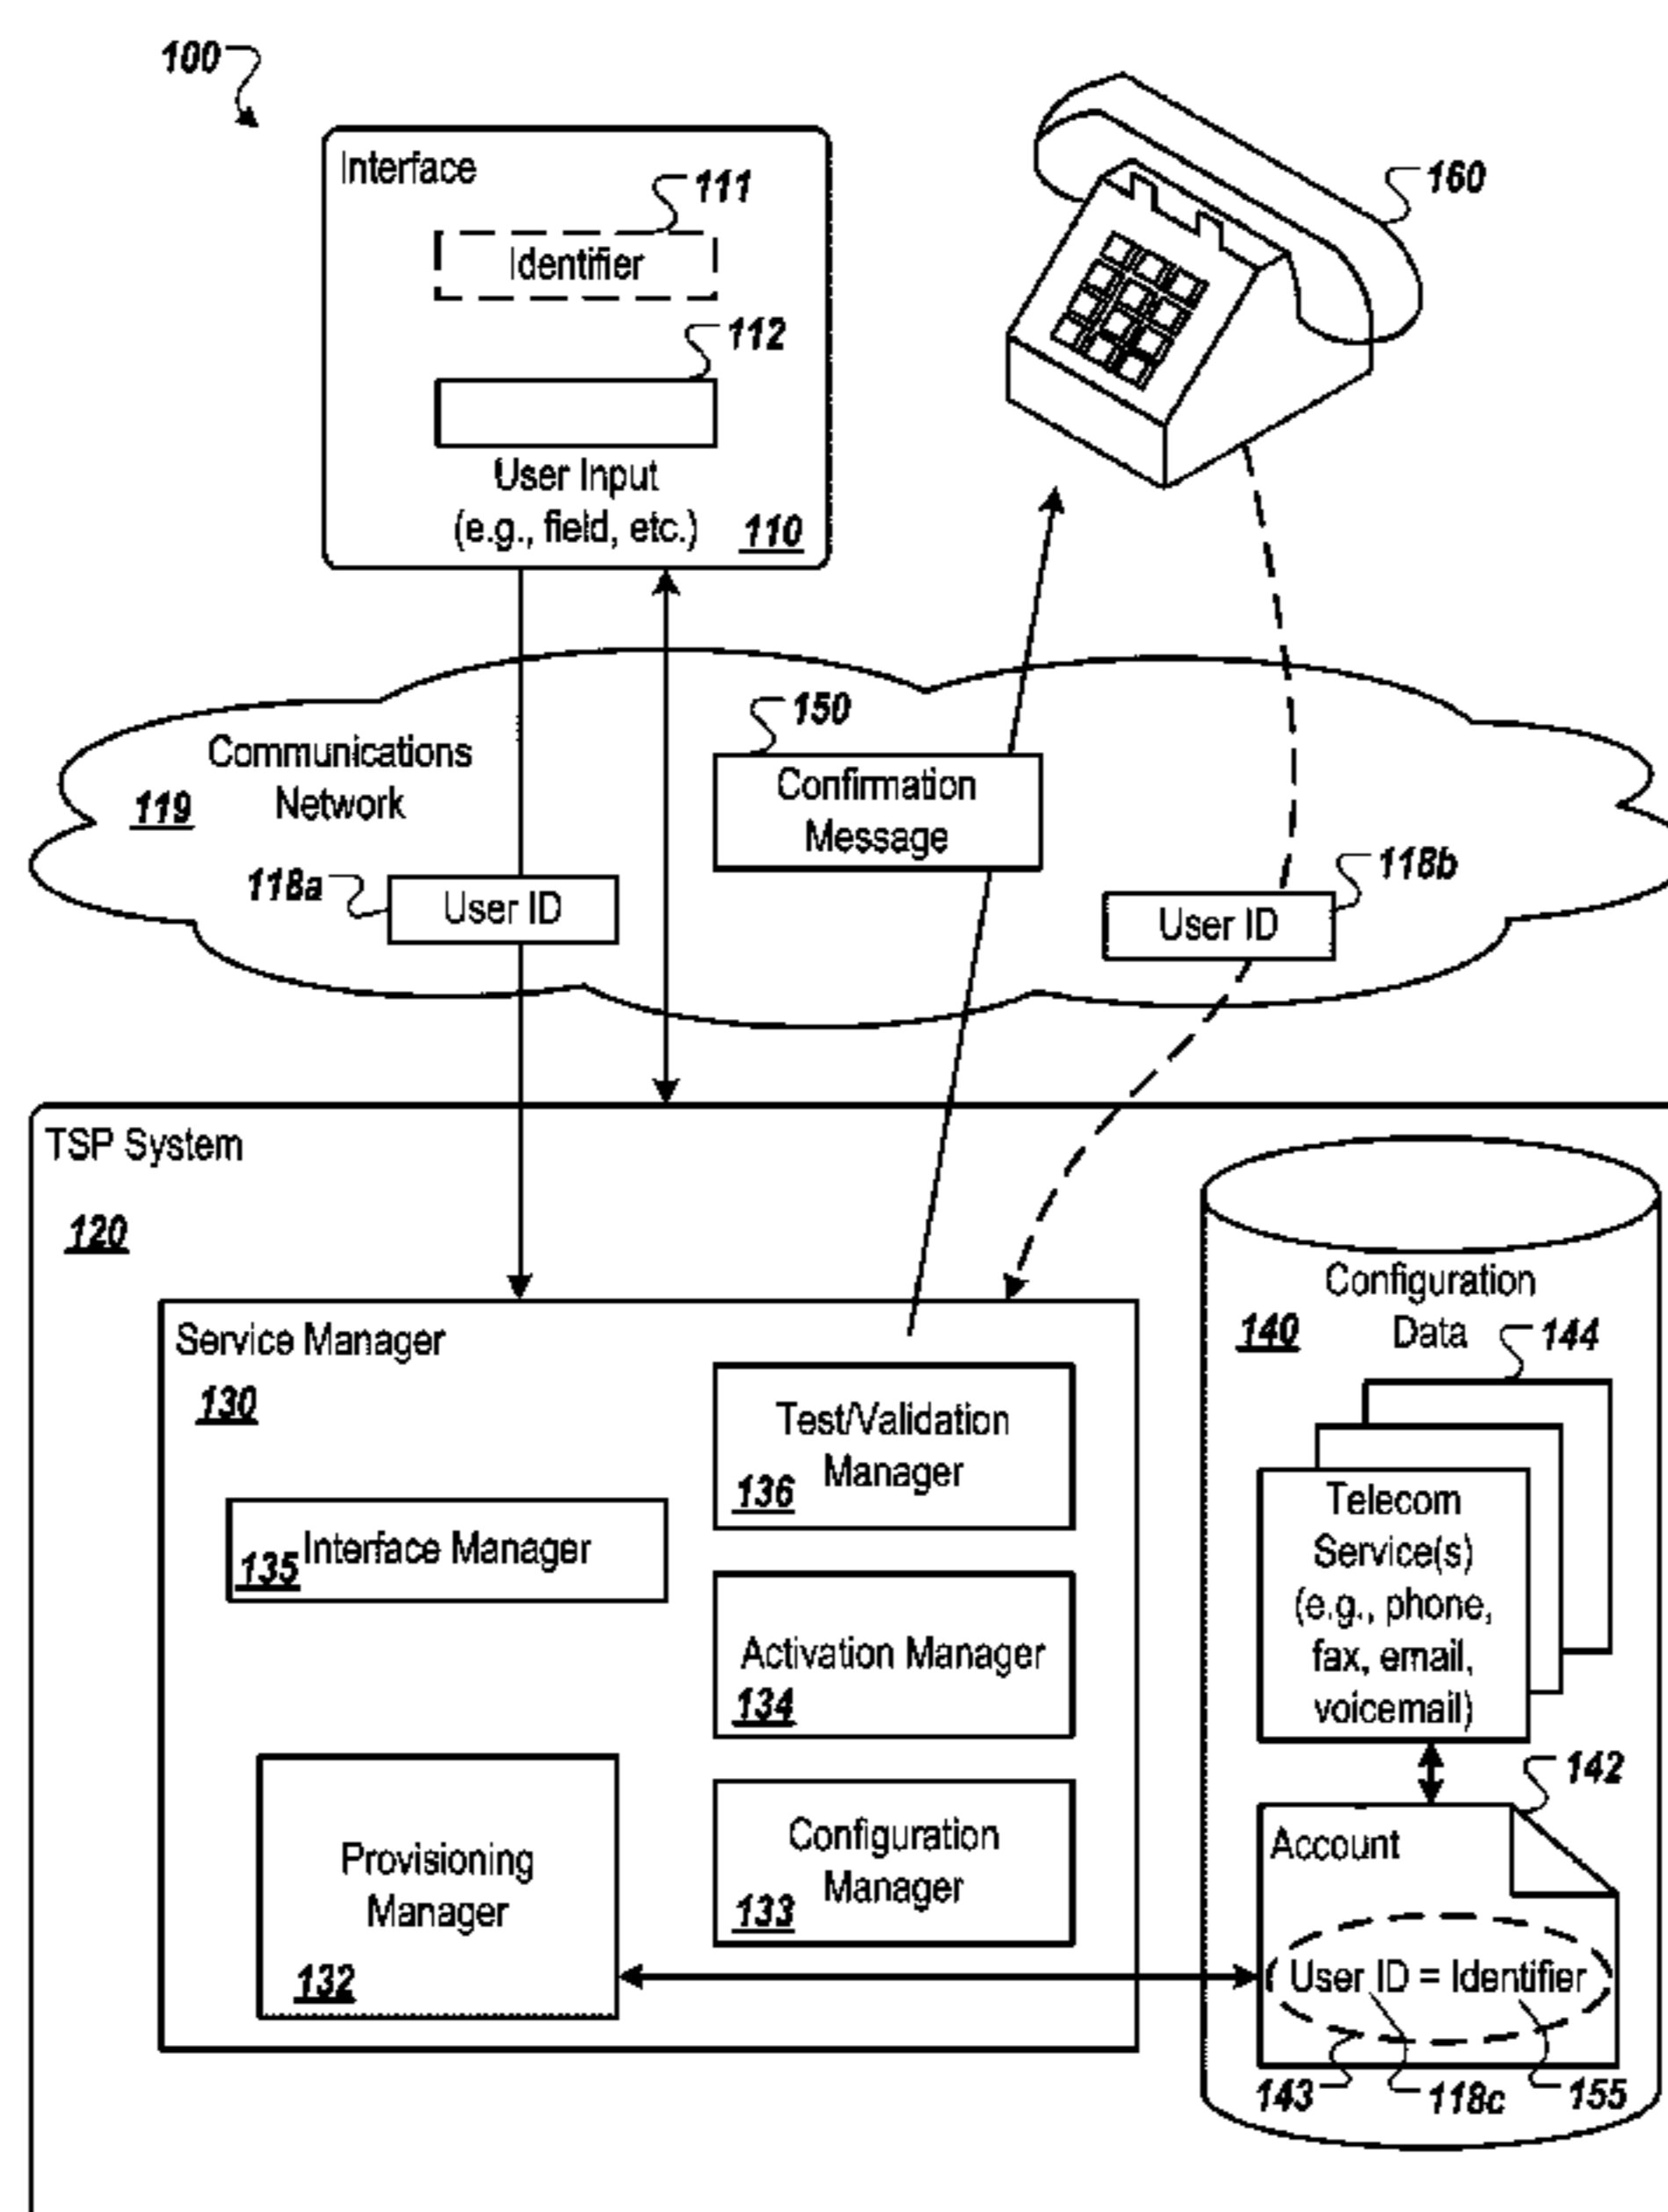 100
Interface
111
Identifier
112
User Input
(e.g., field, etc.)
110
160
Communications
Network
119
150
Confirmation
Message
118a
User ID
118b
User ID
TSP System
120
Service Manager
130
Test/Validation
Manager
136
135
Interface Manager
Activation Manager
134
Provisioning
Manager
132
Configuration
Manager
133
Configuration
Data
140
144
Telecom
Service(s)
(e.g., phone,
fax, email,
voicemail)
142
Account
User ID = Identifier
143
118c
155